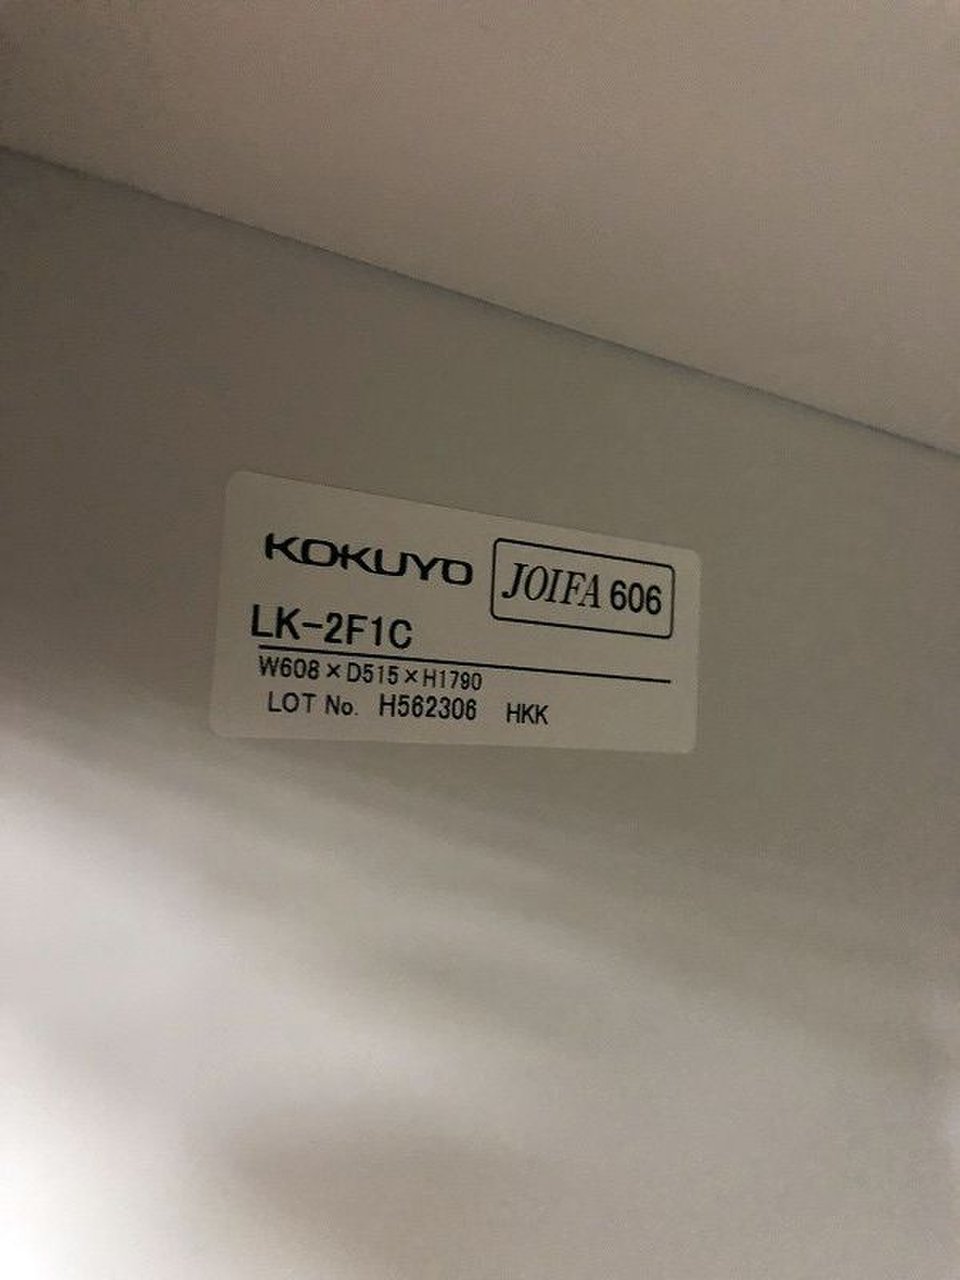 KOKUYO JOIFA 606
LK-2F1C
W608×D515×H1790
LOT No. H562306 HKK